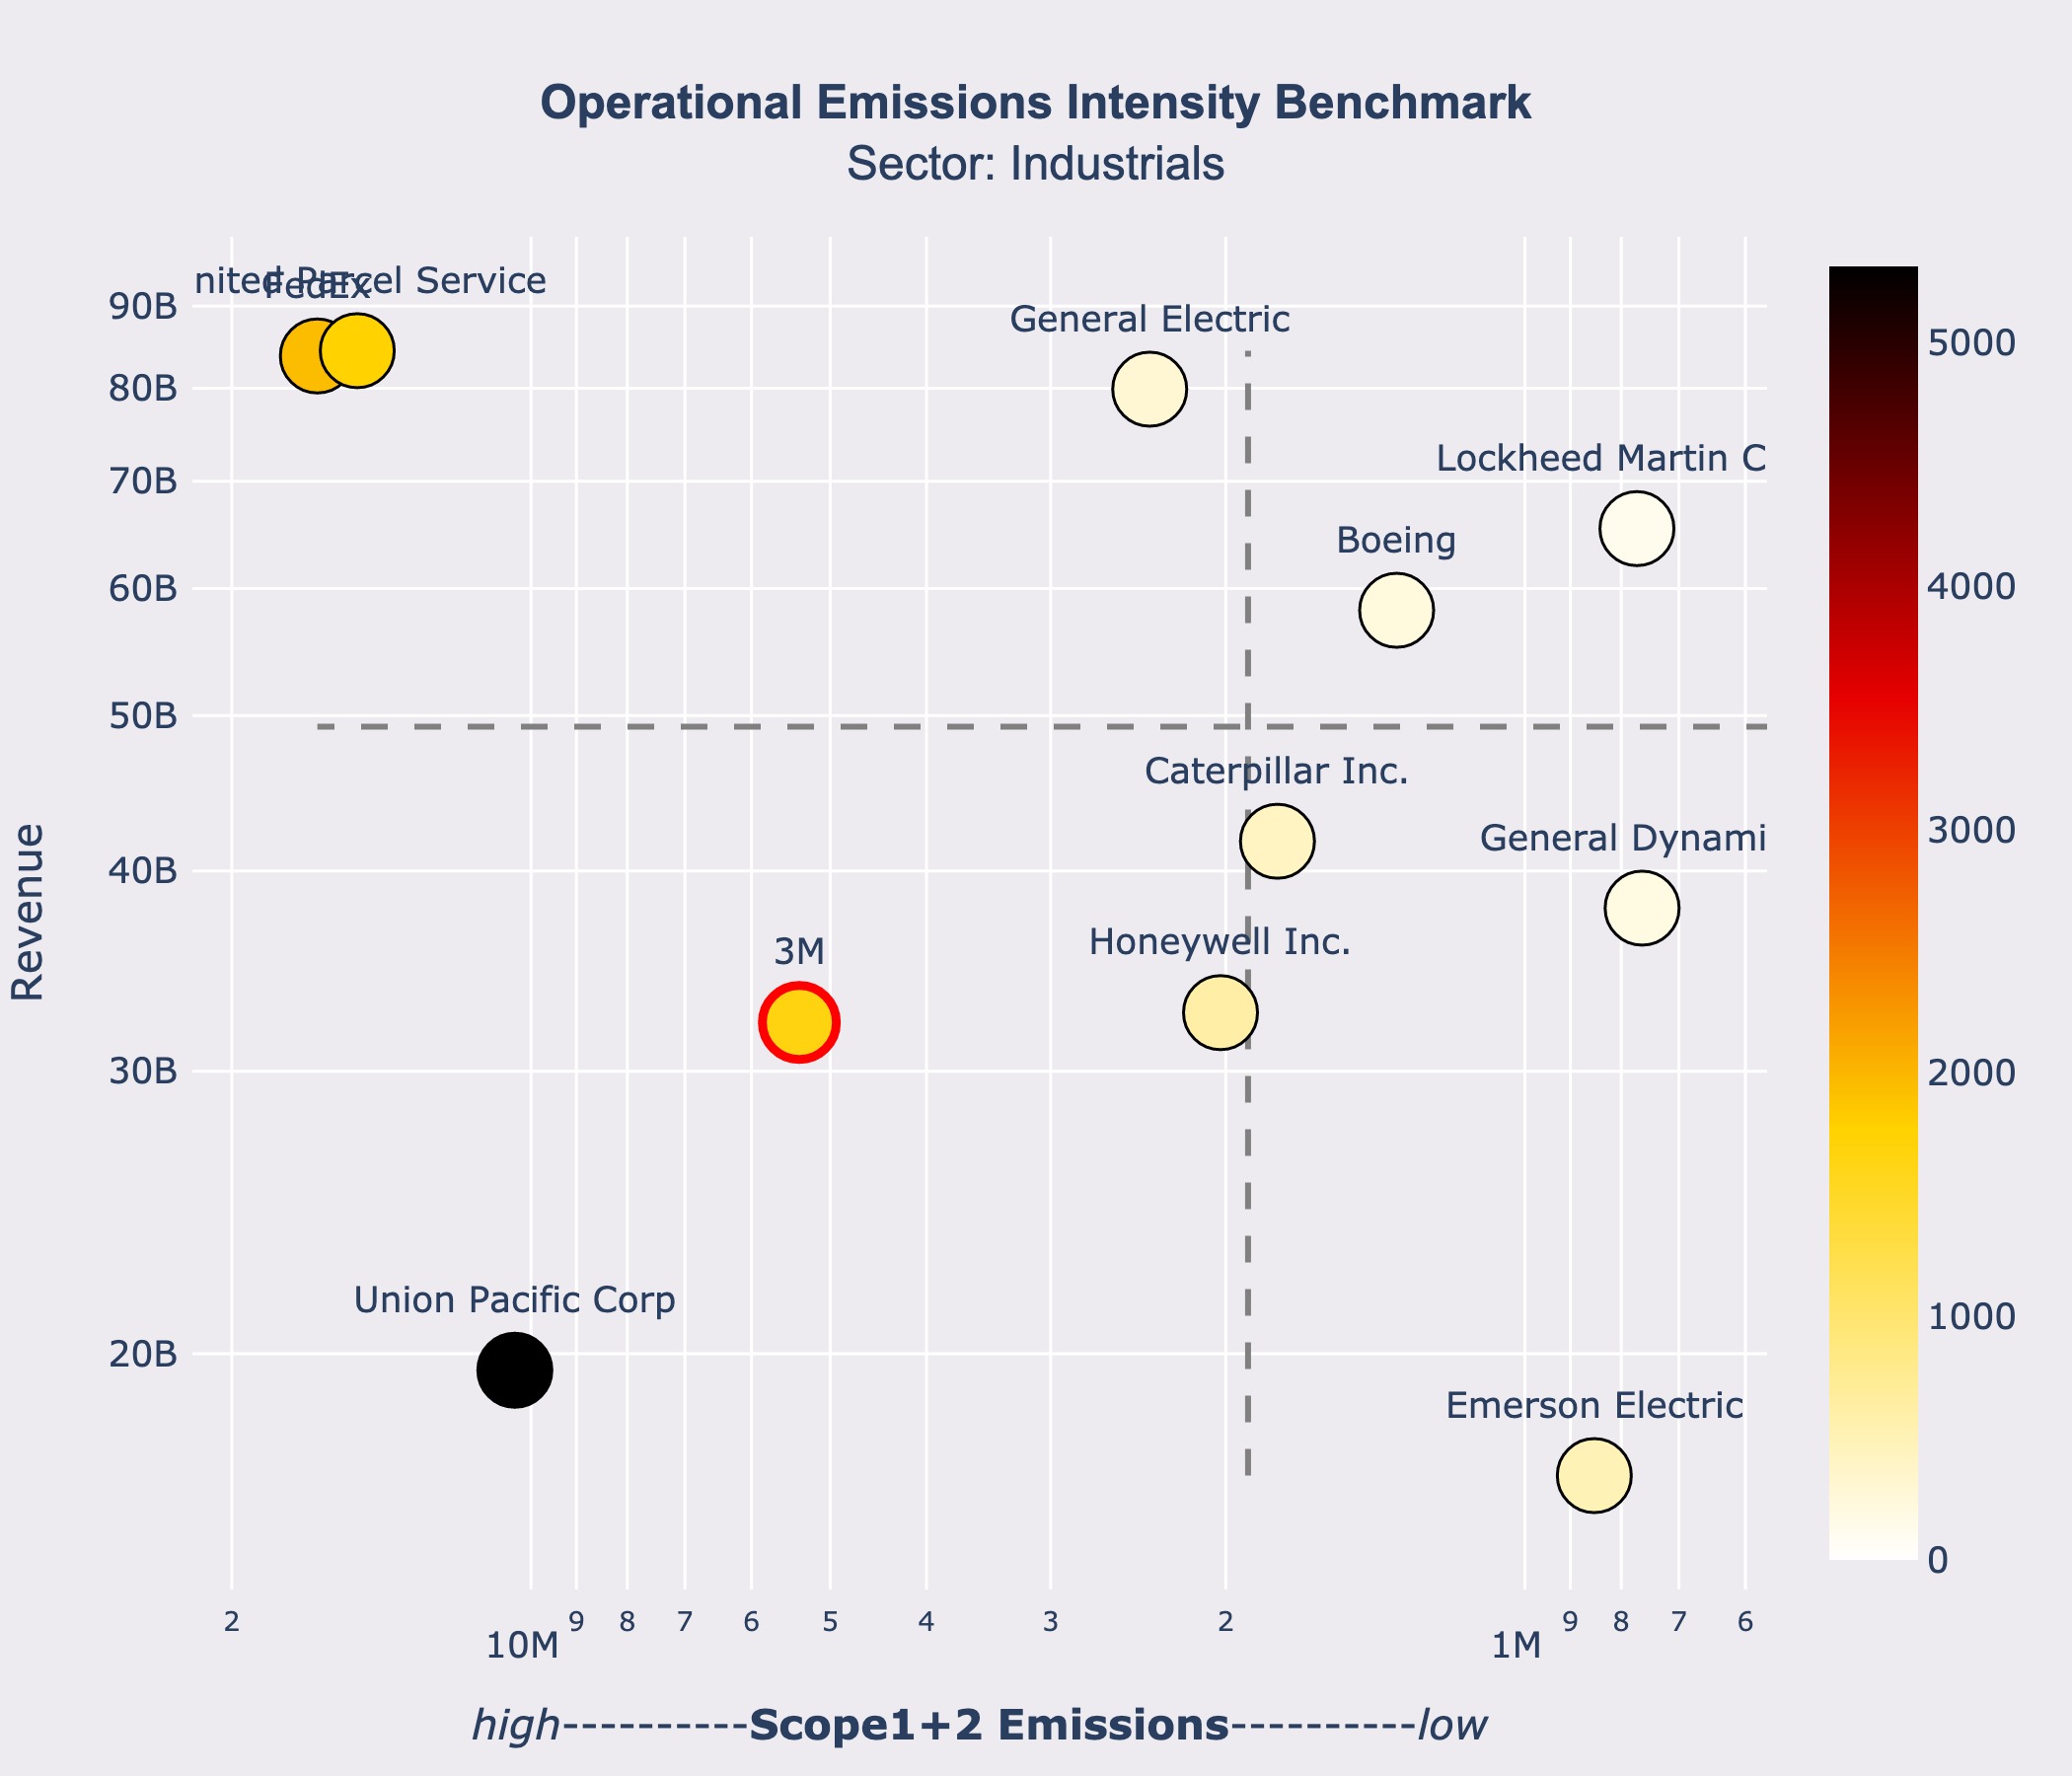 Operational Emissions Intensity Benchmark
Sector: Industrials
nited Parcel Service
FedEx
General Electric
Lockheed Martin C
Boeing
Caterpillar Inc.
General Dynami
Honeywell Inc.
3M
Union Pacific Corp
Emerson Electric
Revenue
90B
80B
70B
60B
50B
40B
30B
20B
2
10M
9
8
7
6
5
4
3
2
1M
9
8
7
6
high-----------Scope1+2 Emissions-----------low
5000
4000
3000
2000
1000
0